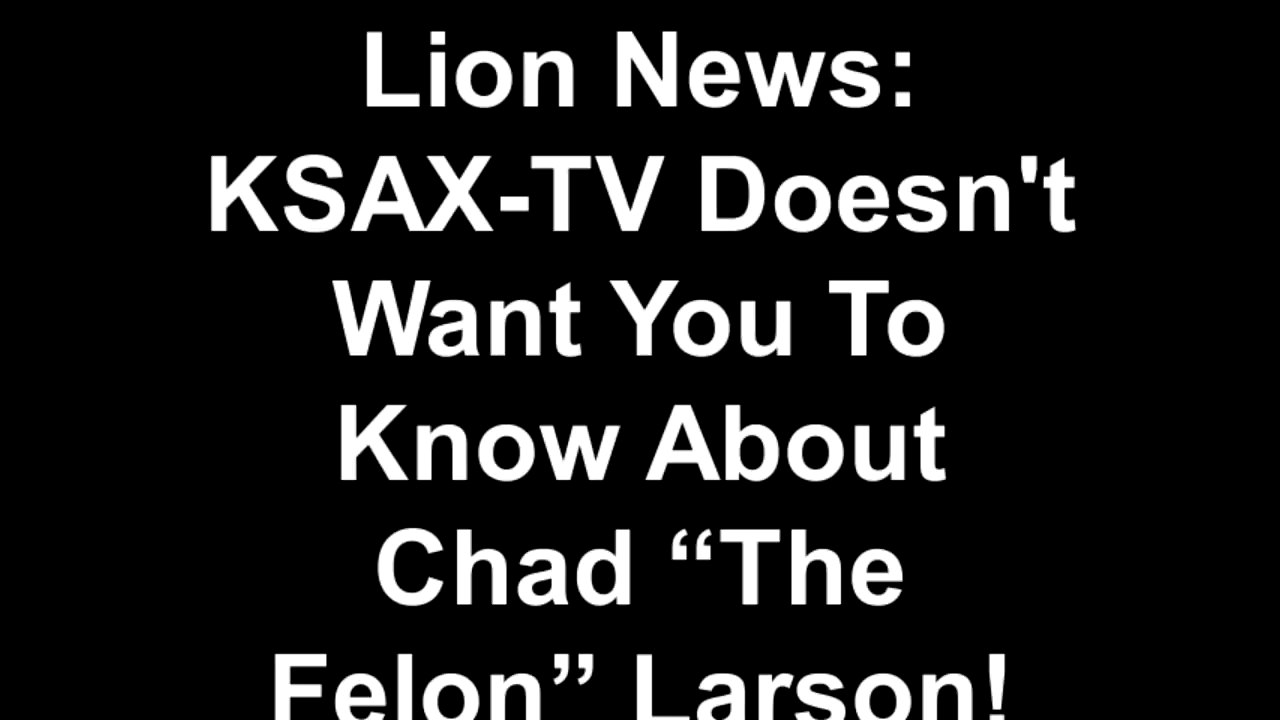 Lion News:
KSAX-TV Doesn't
Want You To
Know About
Chad “The
Felon” Larson!